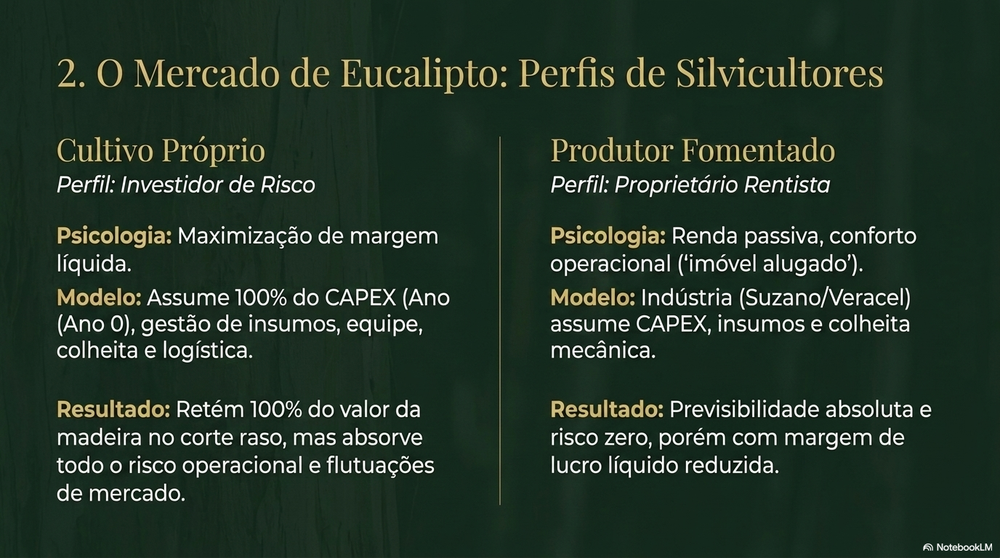 2. O Mercado de Eucalipto: Perfis de Silvicultores
Cultivo Próprio
Perfil: Investidor de Risco
Psicologia: Maximização de margem
líquida.
Modelo: Assume 100% do CAPEX (Ano
(Ano 0), gestão de insumos, equipe,
colheita e logística.
Resultado: Retém 100% do valor da
madeira no corte raso, mas absorve
todo o risco operacional e flutuações
de mercado.
Produtor Fomentado
Perfil: Proprietário Rentista
Psicologia: Renda passiva, conforto
operacional (‘imóvel alugado’).
Modelo: Indústria (Suzano/Veracel)
assume CAPEX, insumos e colheita
mecânica.
Resultado: Previsibilidade absoluta e
risco zero, porém com margem de
lucro líquido reduzida.
NotebookLM